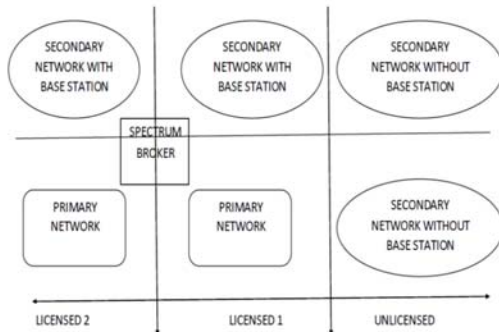 SECONDARY
NETWORK WITH
BASE STATION
SECONDARY
NETWORK WITH
BASE STATION
SECONDARY
NETWORK WITHOUT
BASE STATION
SPECTRUM
BROKER
PRIMARY
NETWORK
PRIMARY
NETWORK
SECONDARY
NETWORK WITHOUT
BASE STATION
LICENSED 2
LICENSED 1
UNLICENSED